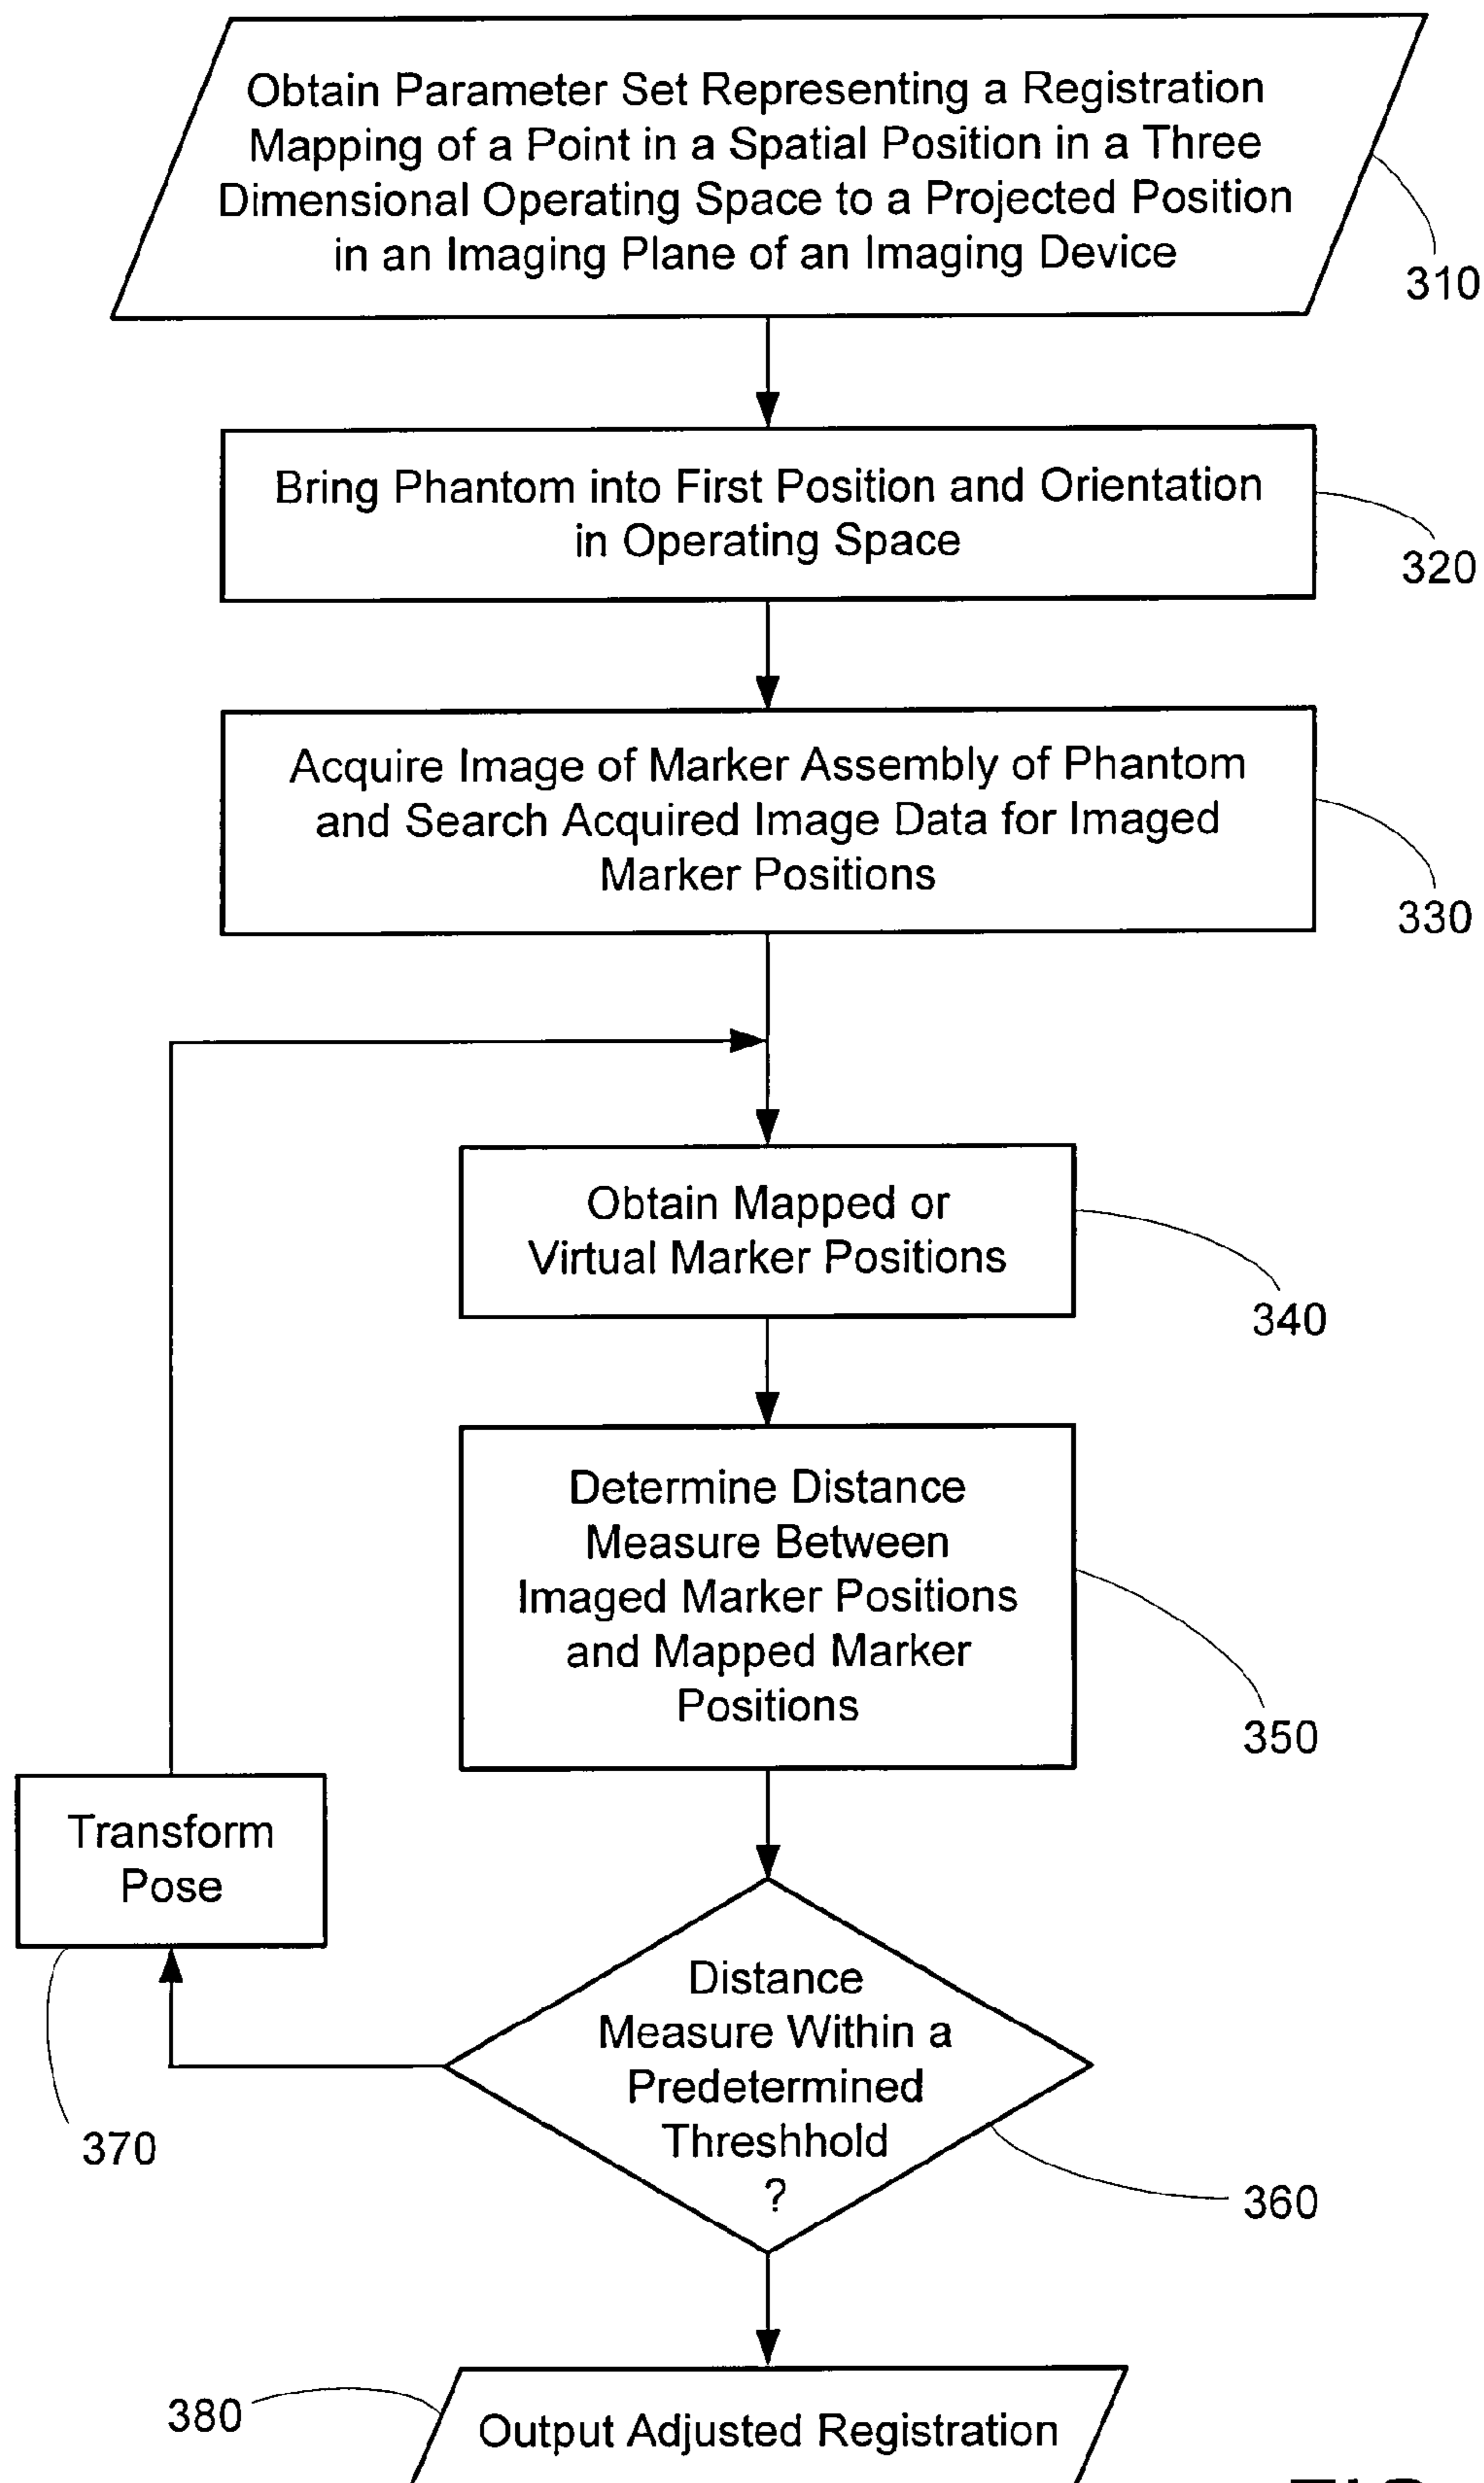 Obtain Parameter Set Representing a Registration
Mapping of a Point in a Spatial Position in a Three
Dimensional Operating Space to a Projected Position
in an Imaging Plane of an Imaging Device
310
Bring Phantom into First Position and Orientation
in Operating Space
320
Acquire Image of Marker Assembly of Phantom
and Search Acquired Image Data for Imaged
Marker Positions
330
Obtain Mapped or
Virtual Marker Positions
340
Determine Distance
Measure Between
Imaged Marker Positions
and Mapped Marker
Positions
350
Transform
Pose
370
Distance
Measure Within a
Predetermined
Threshhold
?
360
380
Output Adjusted Registration